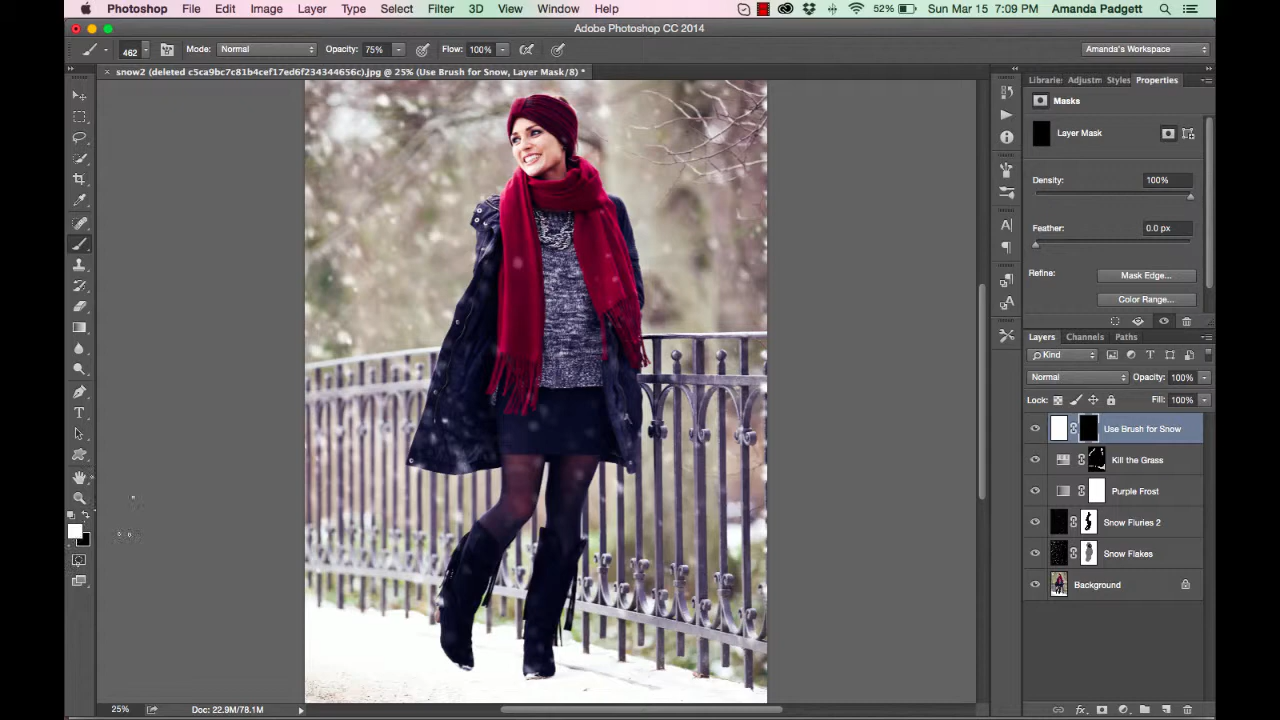 Photoshop File Edit Image Layer Type Select Filter 3D View Window Help 52% Sun Mar 15 7:09 PM Amanda Padgett
Adobe Photoshop CC 2014
462 Mode: Normal Opacity: 75% Flow: 100% Amanda's Workspace
snow2 (deleted c5ca9bc7c81b4cef17ed6f234344656c).jpg @ 25% (Use Brush for Snow, Layer Mask/8) *
Librarie Adjustm Styles Properties
Masks
Layer Mask
Density: 100%
Feather: 0.0 px
Refine: Mask Edge...
Color Range...
Layers Channels Paths
Kind
Normal Opacity: 100%
Lock: Fill: 100%
Use Brush for Snow
Kill the Grass
Purple Frost
Snow Fluries 2
Snow Flakes
Background
25% Doc: 22.9M/78.1M